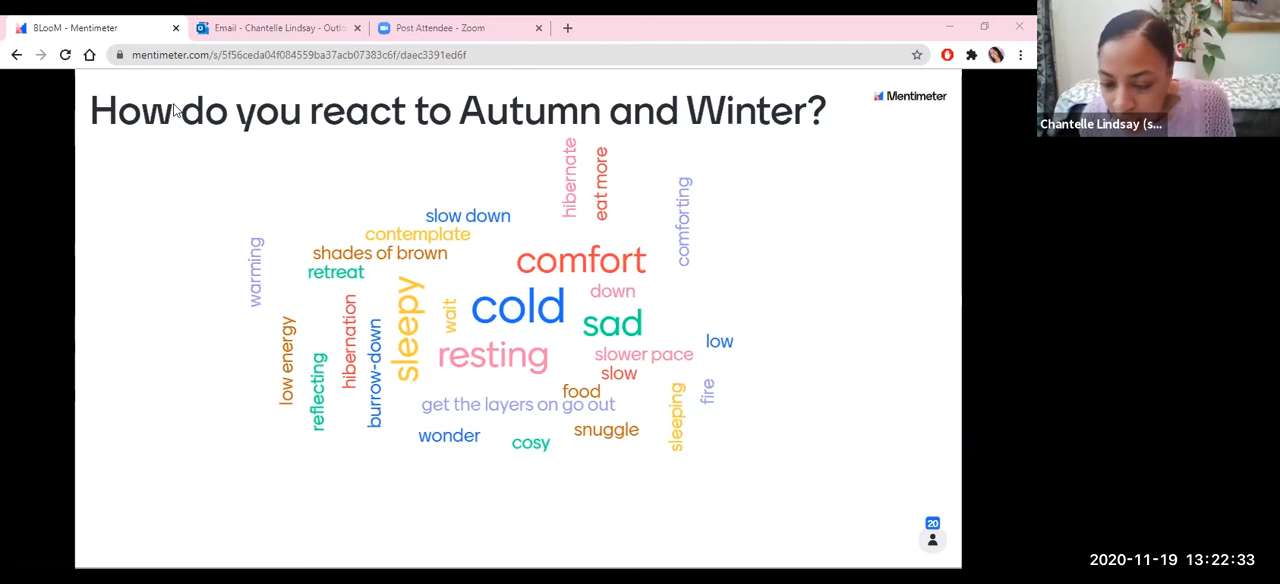 BLooM - Mentimeter
Email - Chantelle Lindsay - Outlo
Post Attendee - Zoom
mentimeter.com/s/5f56ceda04f084559ba37acb07383c6f/daec3391ed6f
How do you react to Autumn and Winter?
Mentimeter
Chantelle Lindsay (s...
hibernate
eat more
comforting
slow down
contemplate
shades of brown
retreat
warming
comfort
down
cold
sad
sleepy
wait
resting
slower pace
low
slow
low energy
reflecting
hibernation
burrow-down
food
fire
sleeping
get the layers on go out
snuggle
wonder
cosy
20
2020-11-19 13:22:33